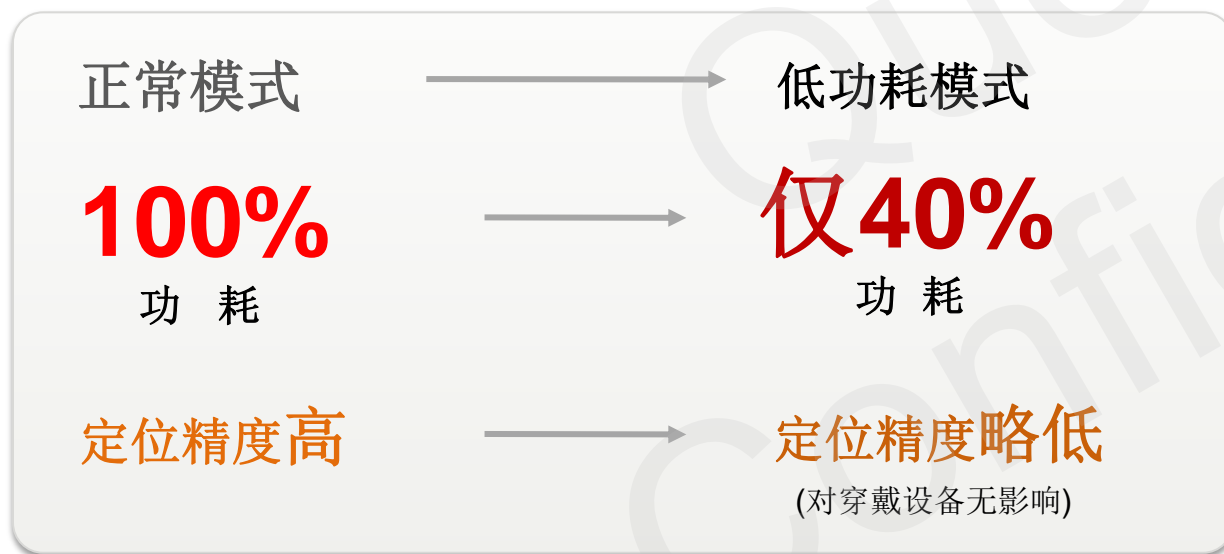 正常模式
低功耗模式
100%
仅40%
功 耗
功 耗
定位精度高
定位精度略低
(对穿戴设备无影响)